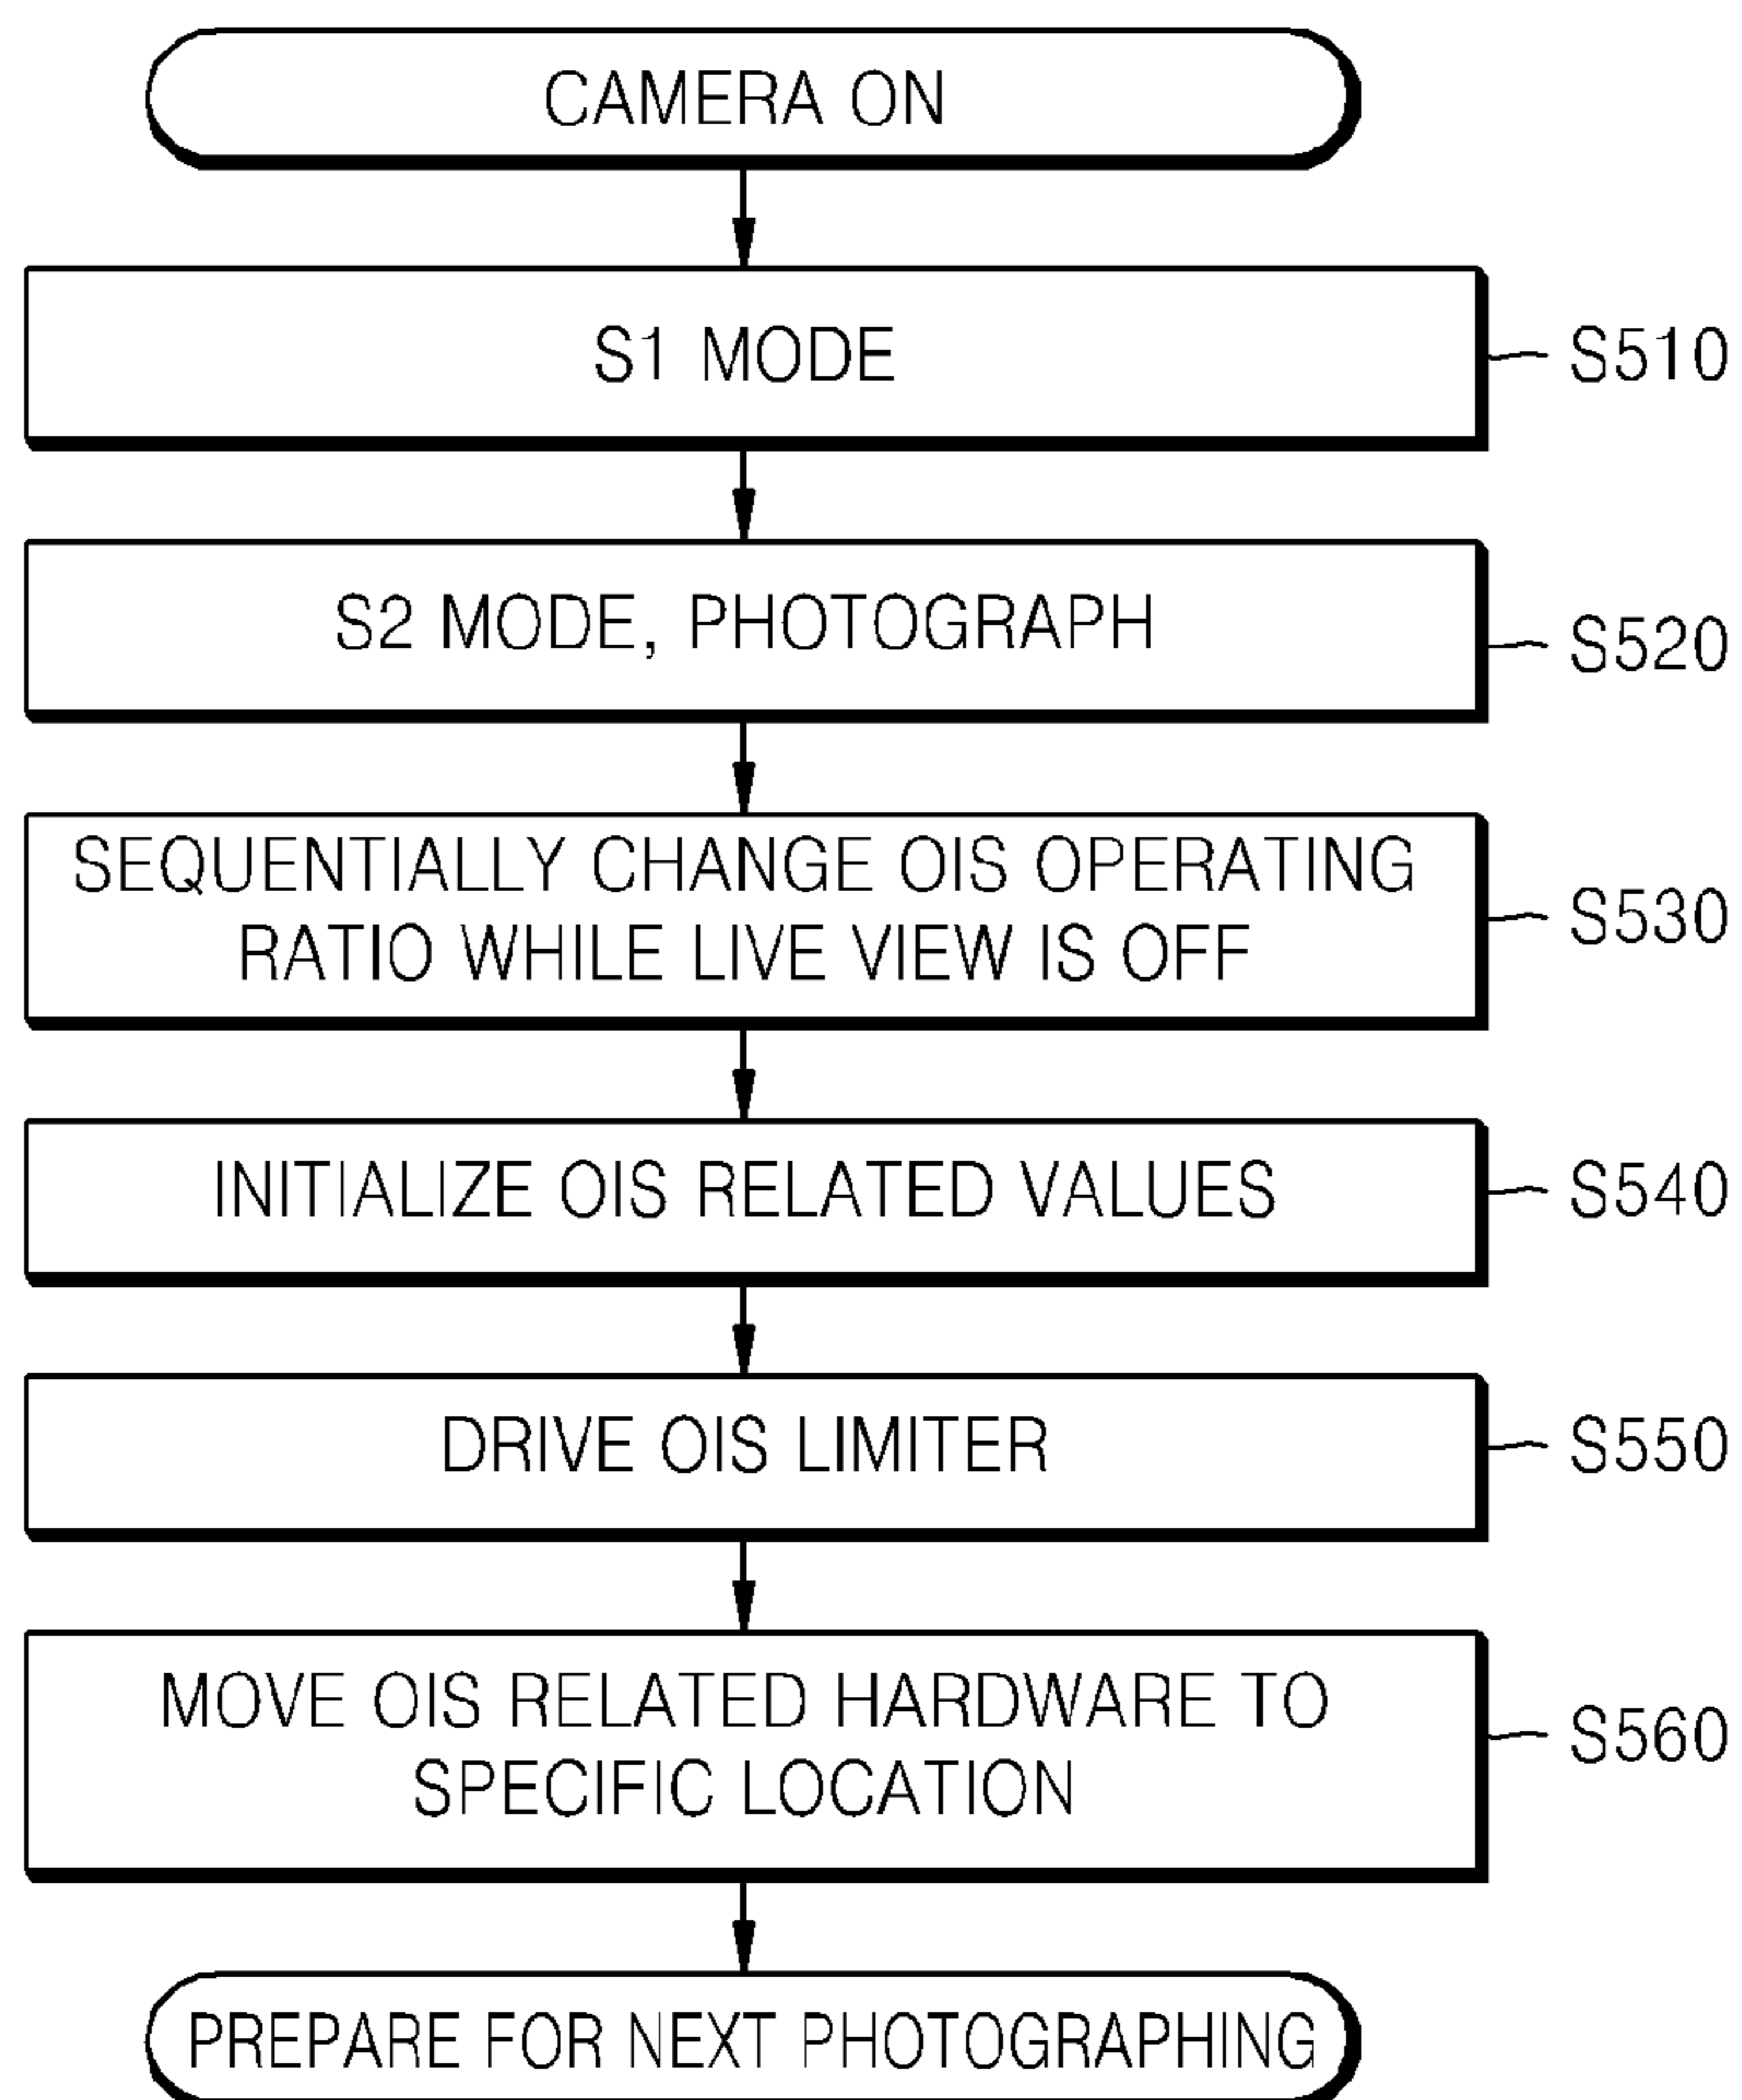 CAMERA ON
S1 MODE
S510
S2 MODE, PHOTOGRAPH
S520
SEQUENTIALLY CHANGE OIS OPERATING
RATIO WHILE LIVE VIEW IS OFF
S530
INITIALIZE OIS RELATED VALUES
S540
DRIVE OIS LIMITER
S550
MOVE OIS RELATED HARDWARE TO
SPECIFIC LOCATION
S560
PREPARE FOR NEXT PHOTOGRAPHING